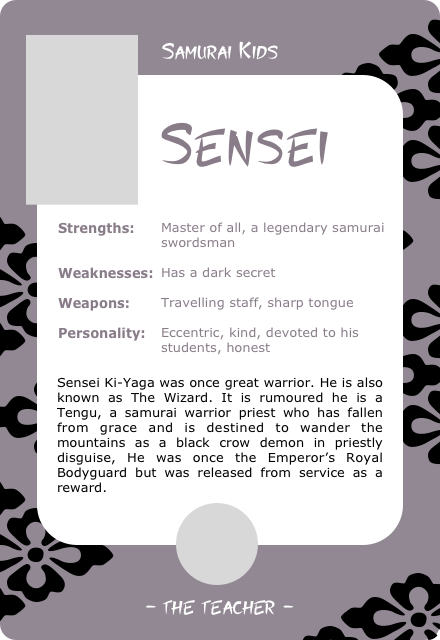 Samurai Kids
Sensei
Strengths: Master of all, a legendary samurai
swordsman
Weaknesses: Has a dark secret
Weapons: Travelling staff, sharp tongue
Personality: Eccentric, kind, devoted to his
students, honest
Sensei Ki-Yaga was once great warrior. He is also
known as The Wizard. It is rumoured he is a
Tengu, a samurai warrior priest who has fallen
from grace and is destined to wander the
mountains as a black crow demon in priestly
disguise, He was once the Emperor's Royal
Bodyguard but was released from service as a
reward.
– The Teacher –